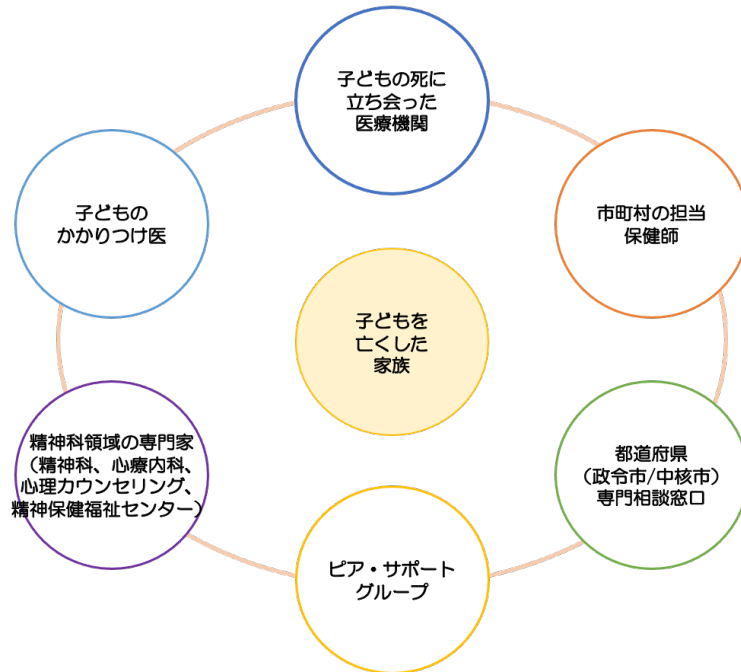 子どもの死に
立ち会った
医療機関
市町村の担当
保健師
都道府県
（政令市/中核市）
専門相談窓口
ピア・サポート
グループ
精神科領域の専門家
（精神科、心療内科、
心理カウンセリング、
精神保健福祉センター）
子どもの
かかりつけ医
子どもを
亡くした
家族